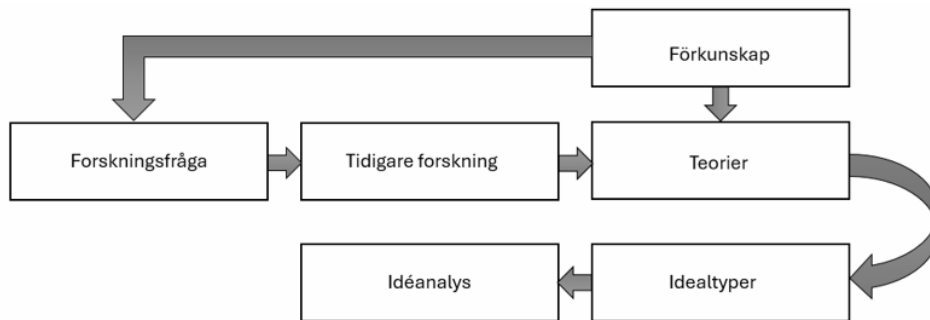 Förkunskap
Forskningsfråga
Tidigare forskning
Teorier
Idéanalys
Idealtyper